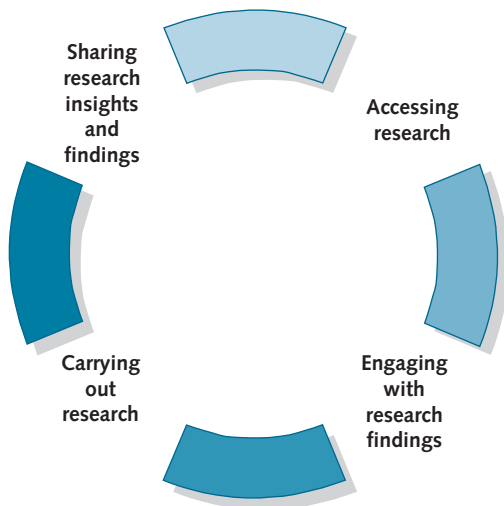 Sharing
research
insights
and
findings
Accessing
research
Engaging
with
research
findings
Carrying
out
research